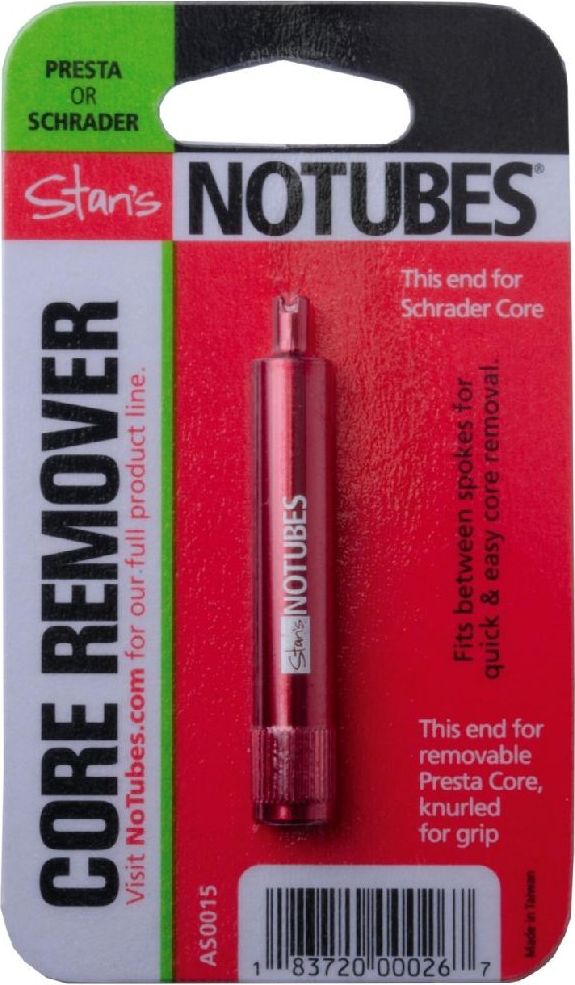 PRESTA
OR
SCHRADER
Stan's NOTUBES®
CORE REMOVER
Visit NoTubes.com for our full product line.
This end for
Schrader Core
Stan's NOTUBES
Fits between spokes for
quick & easy core removal.
This end for
removable
Presta Core,
knurled
for grip
AS0015
1 83720 00026 7
Made in Taiwan